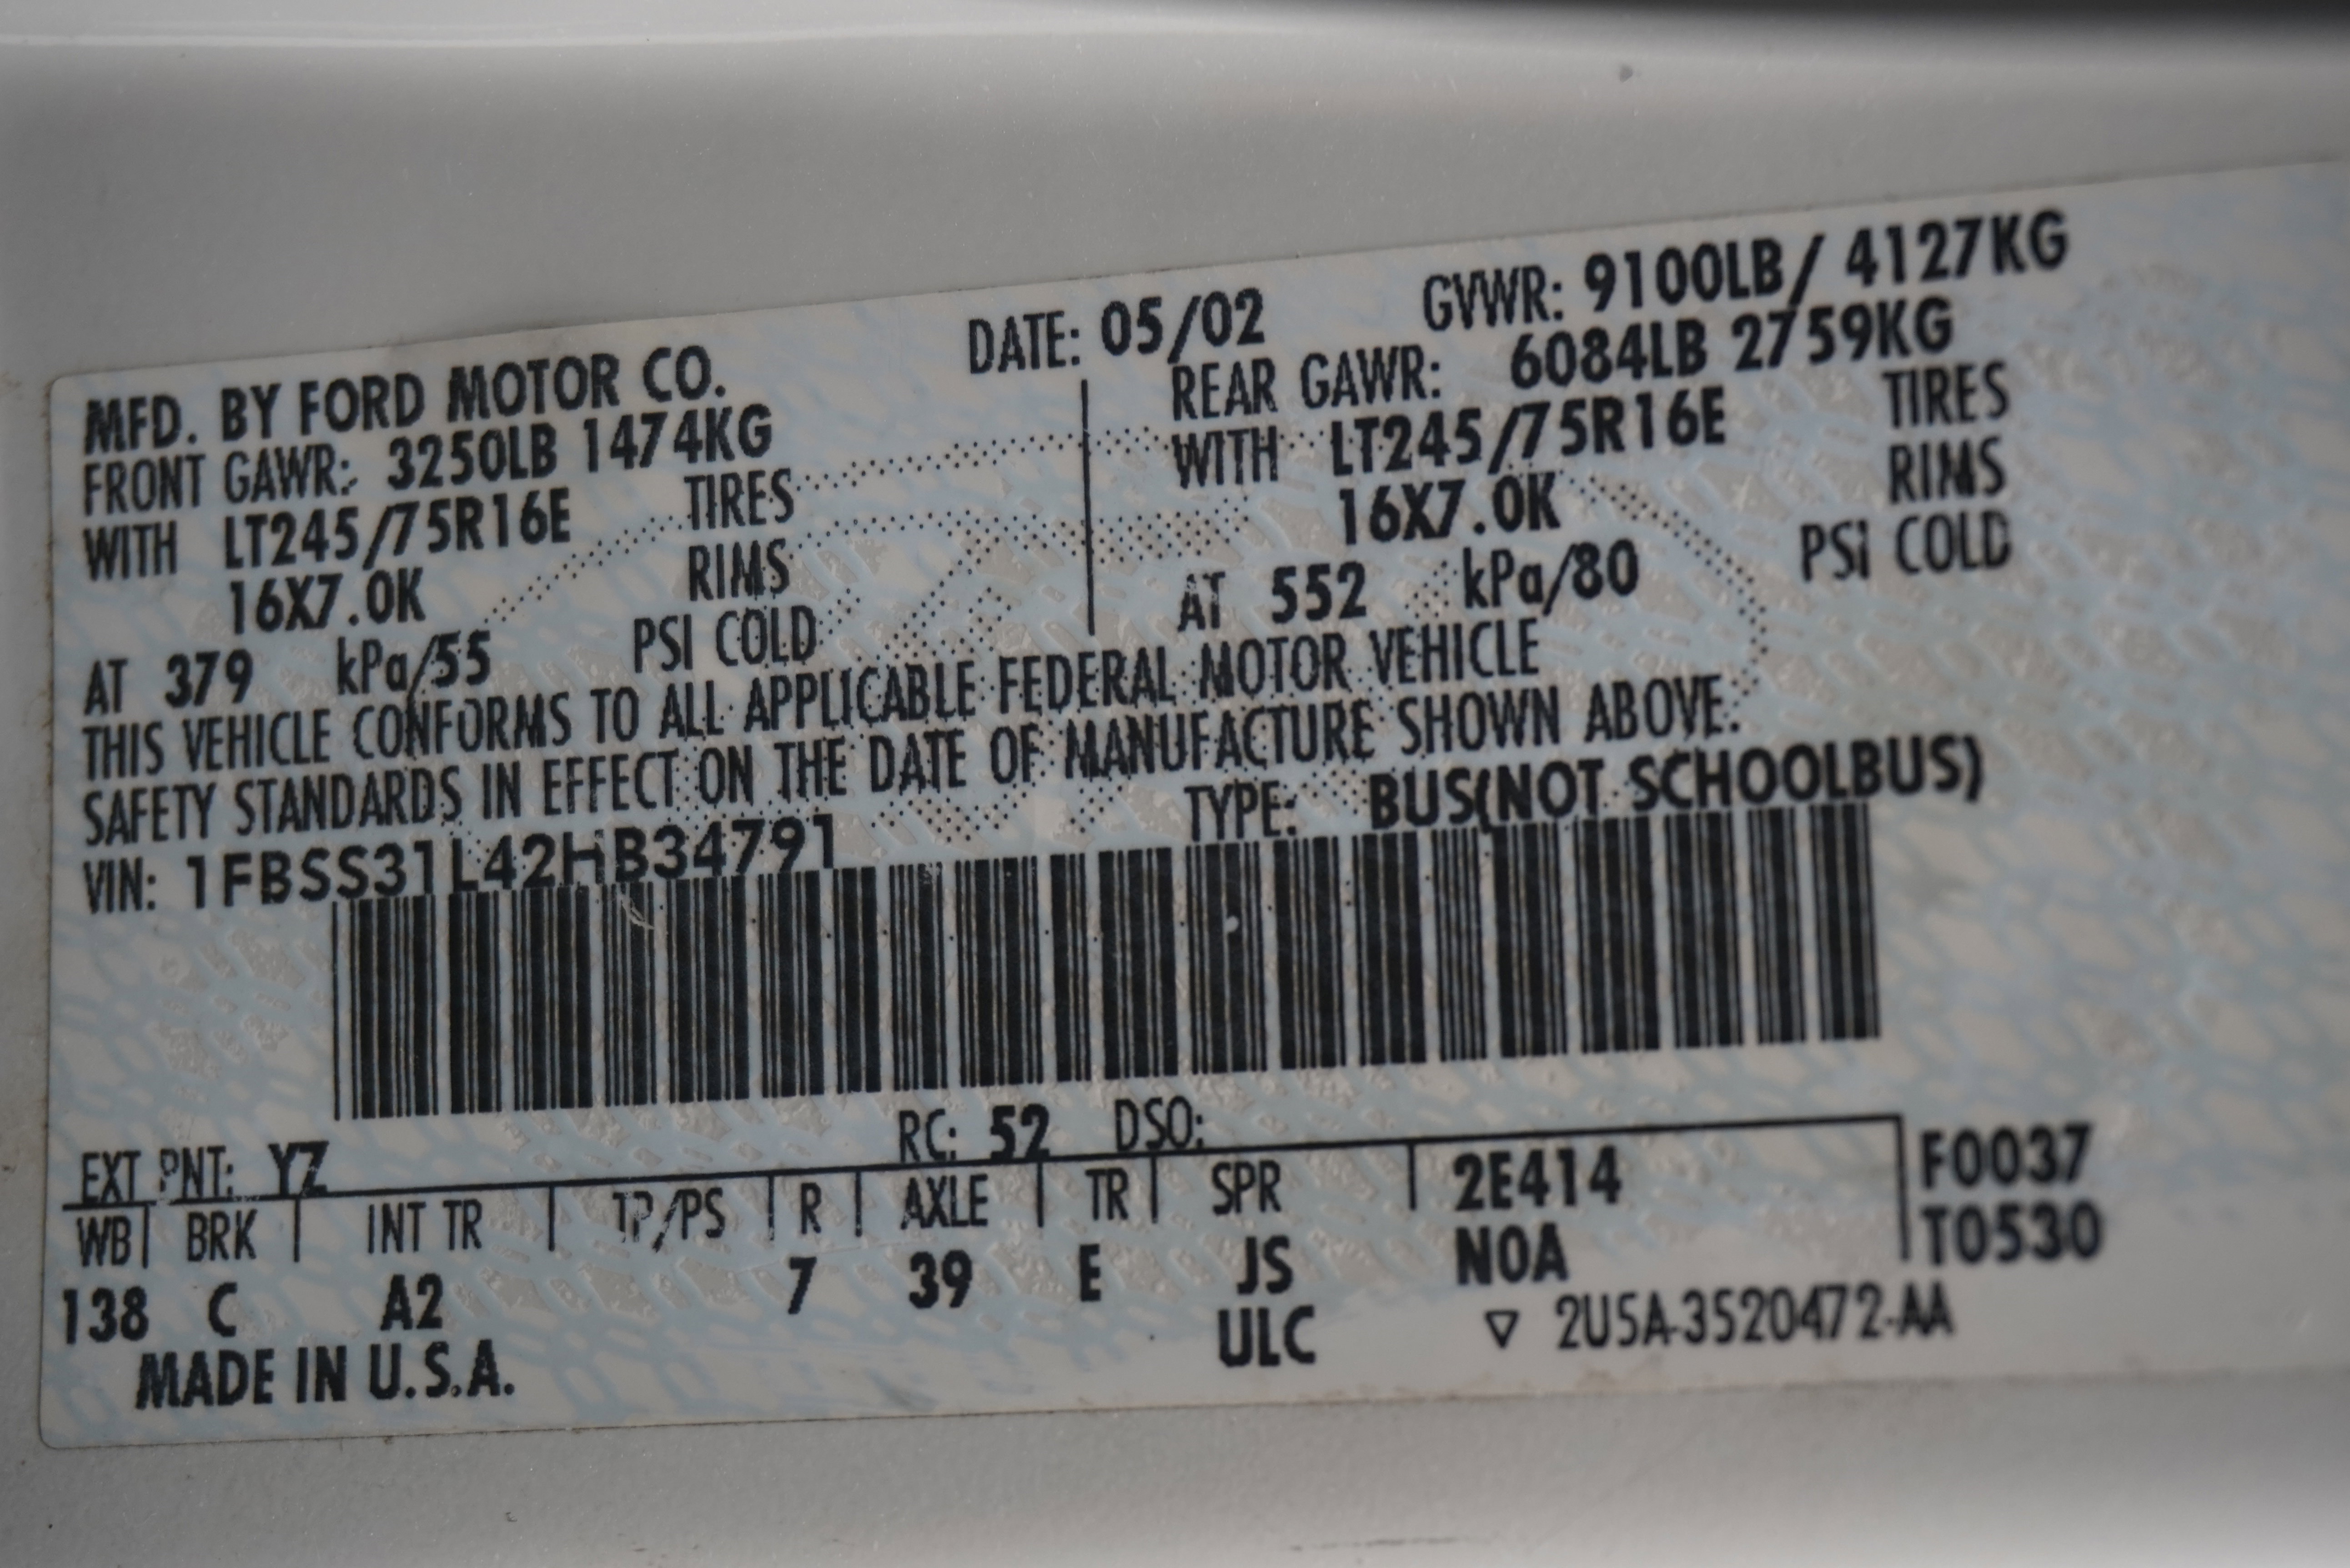 MFD. BY FORD MOTOR CO. DATE: 05/02 GVWR: 9100LB/ 4127KG
FRONT GAWR: 3250LB 1474KG REAR GAWR: 6084LB 2759KG
WITH LT245/75R16E TIRES WITH LT245/75R16E TIRES
16X7.0K RIMS 16X7.0K RIMS
AT 379 kPa/55 PSI COLD AT 552 kPa/80 PSI COLD
THIS VEHICLE CONFORMS TO ALL APPLICABLE FEDERAL MOTOR VEHICLE
SAFETY STANDARDS IN EFFECT ON THE DATE OF MANUFACTURE SHOWN ABOVE.
VIN: 1FBSS31L42HB34791 TYPE: BUS(NOT SCHOOLBUS)
EXT PNT: YZ RC: 52 DSO:
WB BRK INT TR TP/PS R AXLE TR SPR 2E414 F0037
138 C A2 7 39 E JS N0A T0530
ULC ▽ 2U5A-3520472-AA
MADE IN U.S.A.